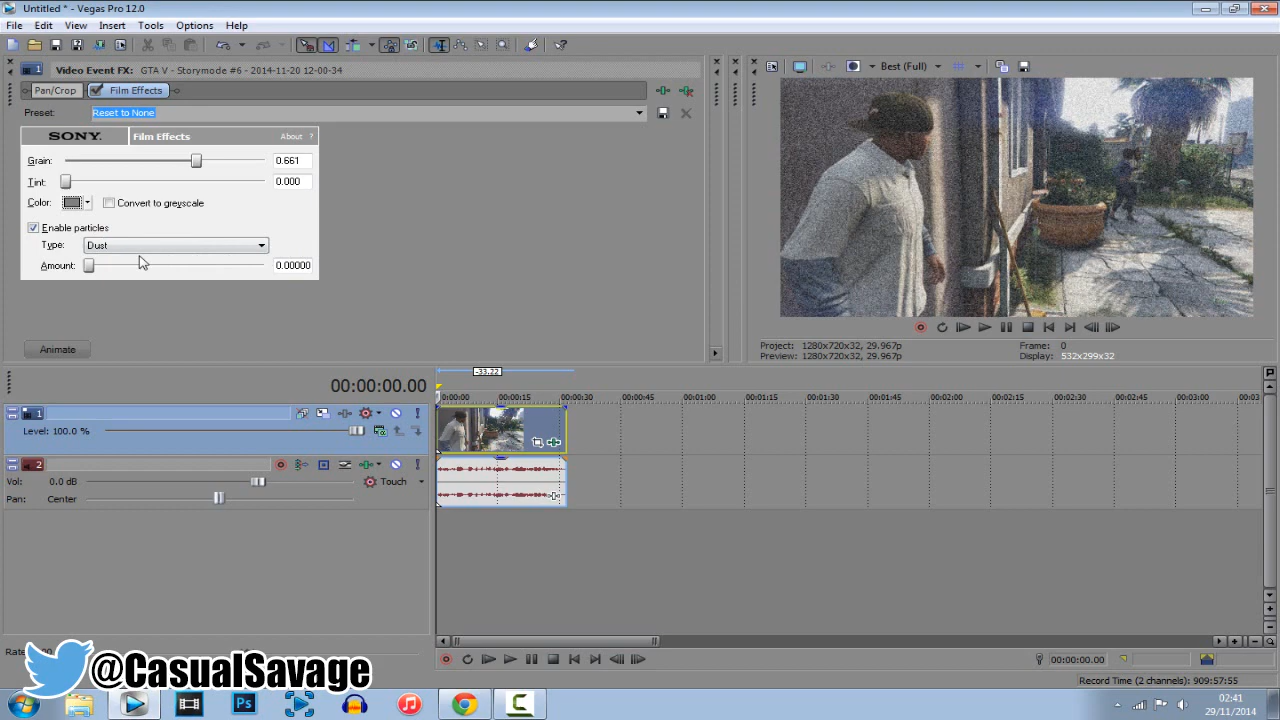 Untitled * - Vegas Pro 12.0
File Edit View Insert Tools Options Help
1 Video Event FX: GTA V - Storymode #6 - 2014-11-20 12-00-34
Pan/Crop Film Effects
Preset: Reset to None
SONY Film Effects About ?
Grain: 0.661
Tint: 0.000
Color: Convert to greyscale
Enable particles
Type: Dust
Amount: 0.00000
Animate
Best (Full)
Project: 1280x720x32, 29.967p Frame: 0
Preview: 1280x720x32, 29.967p Display: 532x299x32
-33.22
00:00:00.00
0:00:00 00:00:15 00:00:30 00:00:45 00:01:00 00:01:15 00:01:30 00:01:45 00:02:00 00:02:15 00:02:30 00:02:45 00:03:00
1
Level: 100.0 %
2
Vol: 0.0 dB Touch
Pan: Center
@CasualSavage
00:00:00.00
Record Time (2 channels): 909:57:55
Ps
02:41
29/11/2014